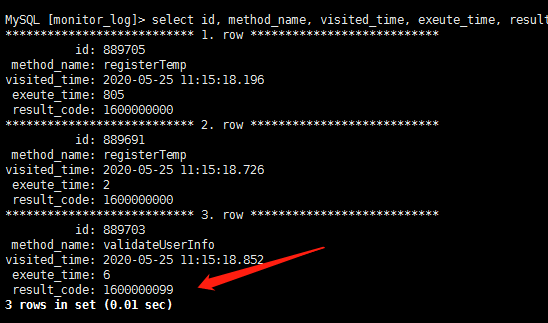 MySQL [monitor_log]> select id, method_name, visited_time, exeute_time, resul
*************************** 1. row ***************************
id: 889705
method_name: registerTemp
visited_time: 2020-05-25 11:15:18.196
exeute_time: 805
result_code: 1600000000
*************************** 2. row ***************************
id: 889691
method_name: registerTemp
visited_time: 2020-05-25 11:15:18.726
exeute_time: 2
result_code: 1600000000
*************************** 3. row ***************************
id: 889703
method_name: validateUserInfo
visited_time: 2020-05-25 11:15:18.852
exeute_time: 6
result_code: 1600000099
3 rows in set (0.01 sec)